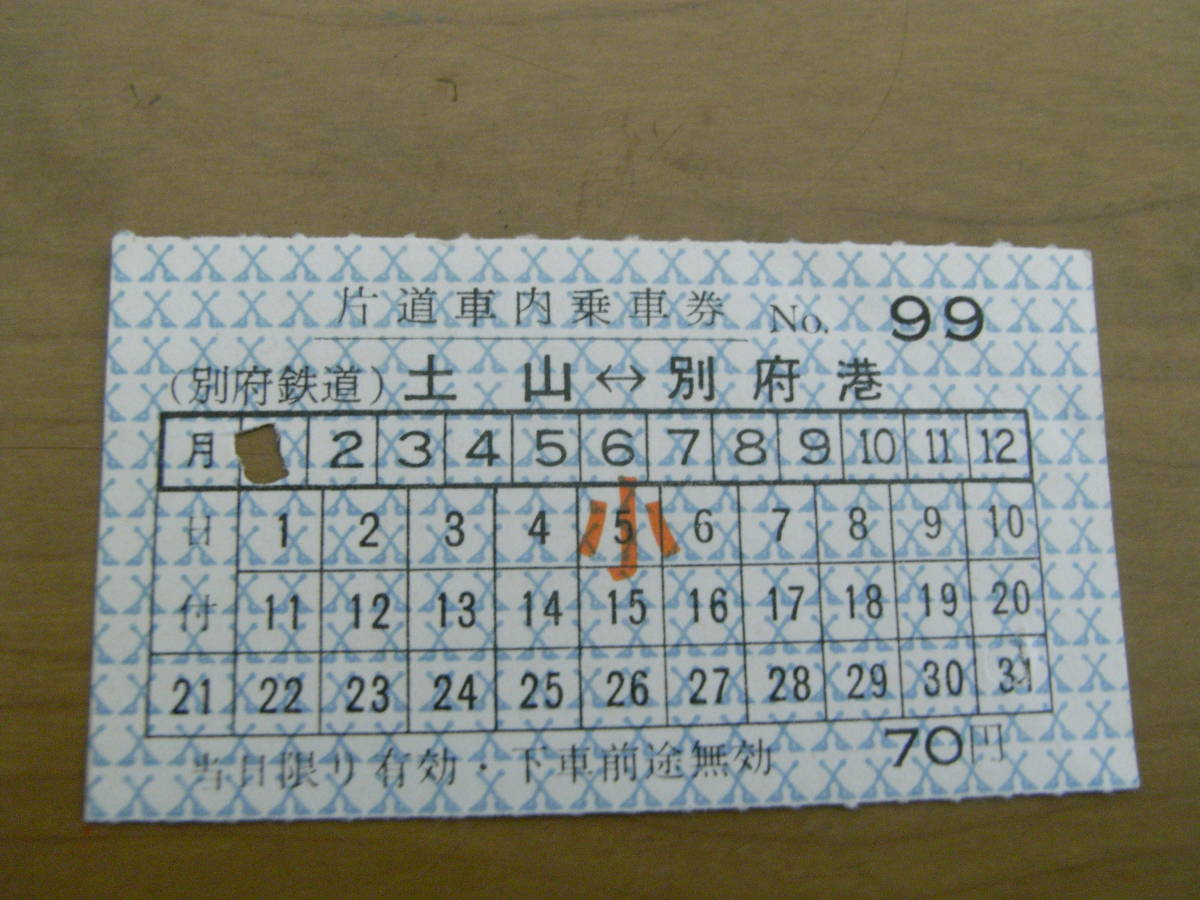 片道車内乗車券 No. 99
(別府鉄道) 土山↔別府港
月 2 3 4 5 6 7 8 9 10 11 12
日 1 2 3 4 5 6 7 8 9 10
小
付 11 12 13 14 15 16 17 18 19 20
21 22 23 24 25 26 27 28 29 30 31
当日限り有効・下車前途無効 70円